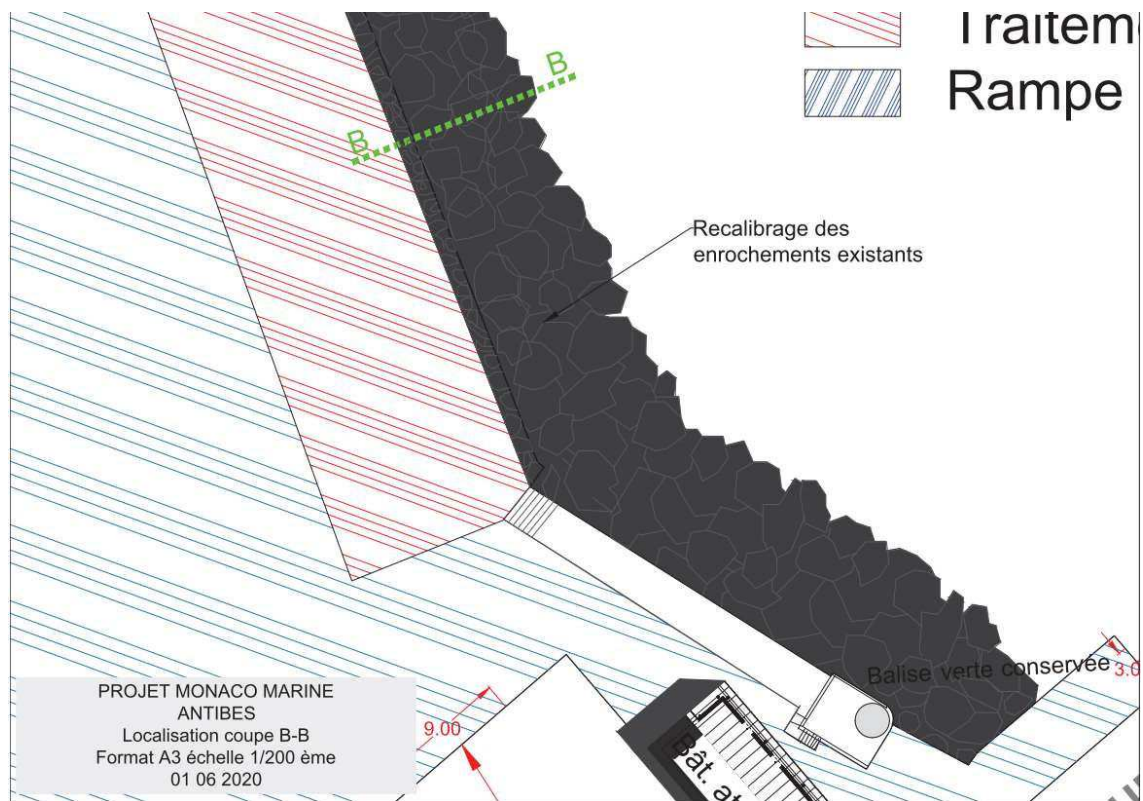 Traitem
Rampe
B
B
Recalibrage des
enrochements existants
Balise verte conservée
3.0
9.00
PROJET MONACO MARINE
ANTIBES
Localisation coupe B-B
Format A3 échelle 1/200 ème
01 06 2020
Bât. at